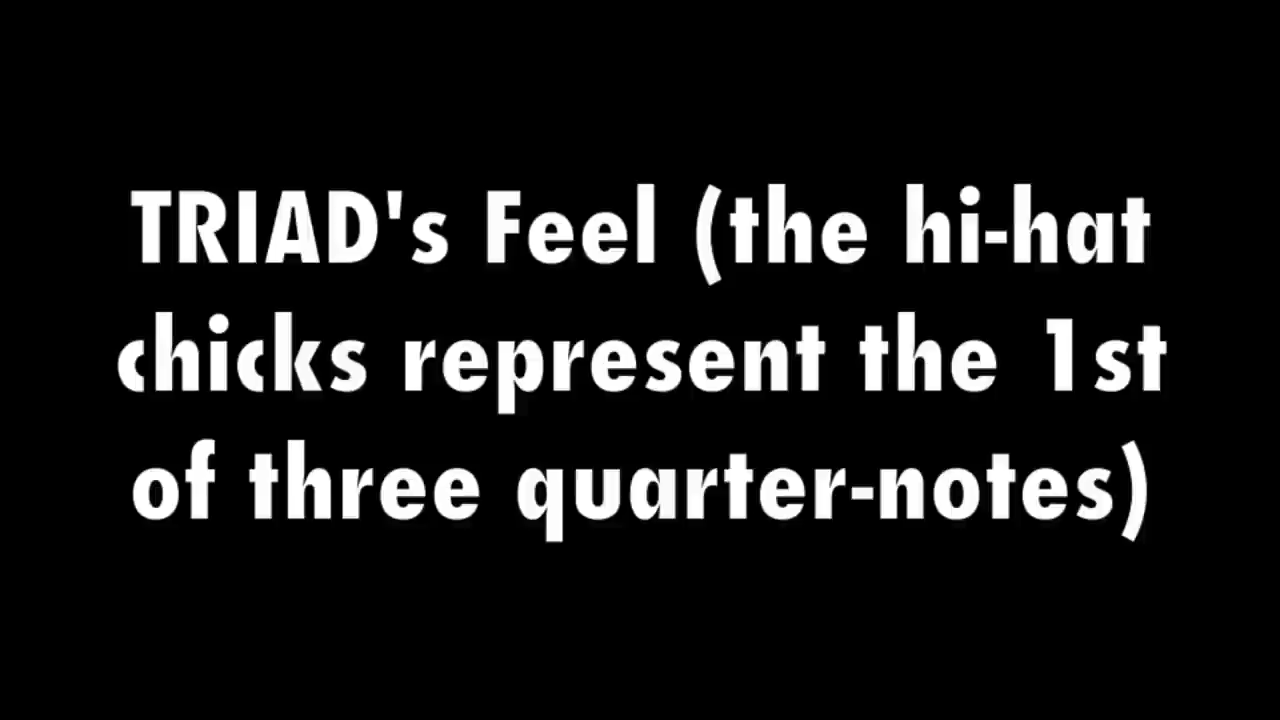 TRIAD's Feel (the hi-hat
chicks represent the 1st
of three quarter-notes)